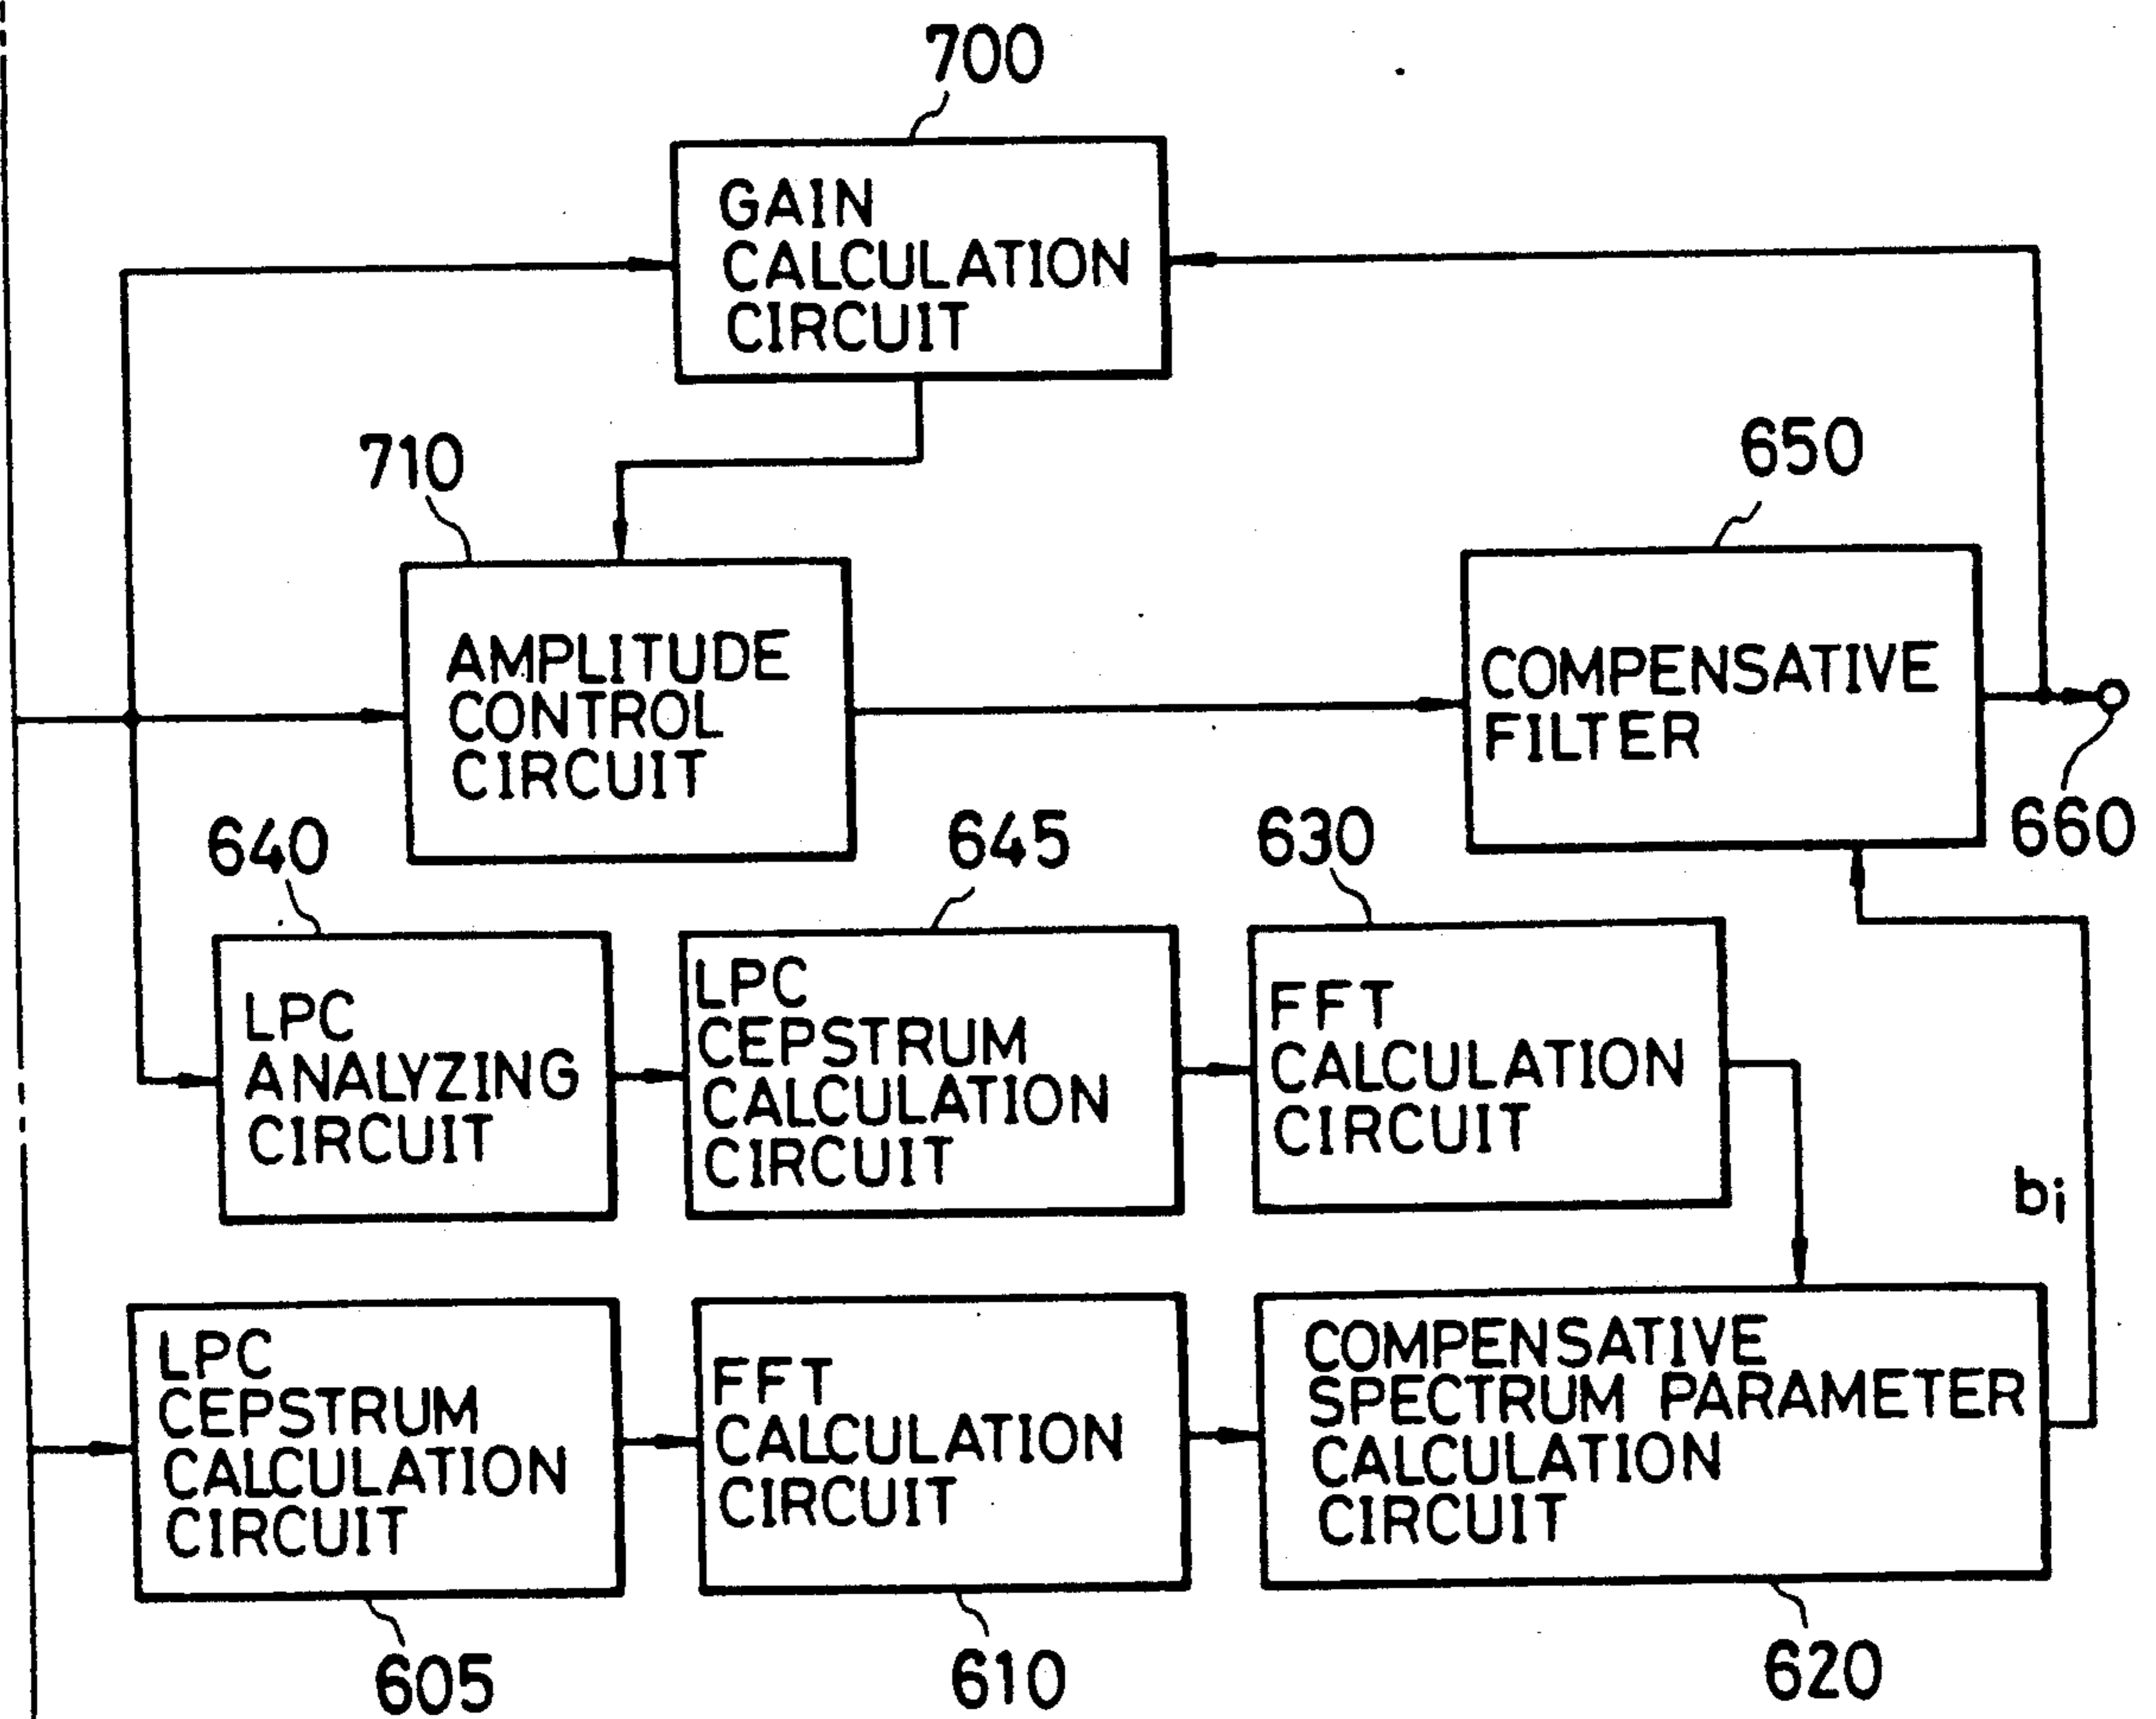 700
GAIN
CALCULATION
CIRCUIT
710
650
AMPLITUDE
CONTROL
CIRCUIT
COMPENSATIVE
FILTER
660
640
645
630
LPC
ANALYZING
CIRCUIT
LPC
CEPSTRUM
CALCULATION
CIRCUIT
FFT
CALCULATION
CIRCUIT
bi
LPC
CEPSTRUM
CALCULATION
CIRCUIT
FFT
CALCULATION
CIRCUIT
COMPENSATIVE
SPECTRUM PARAMETER
CALCULATION
CIRCUIT
605
610
620